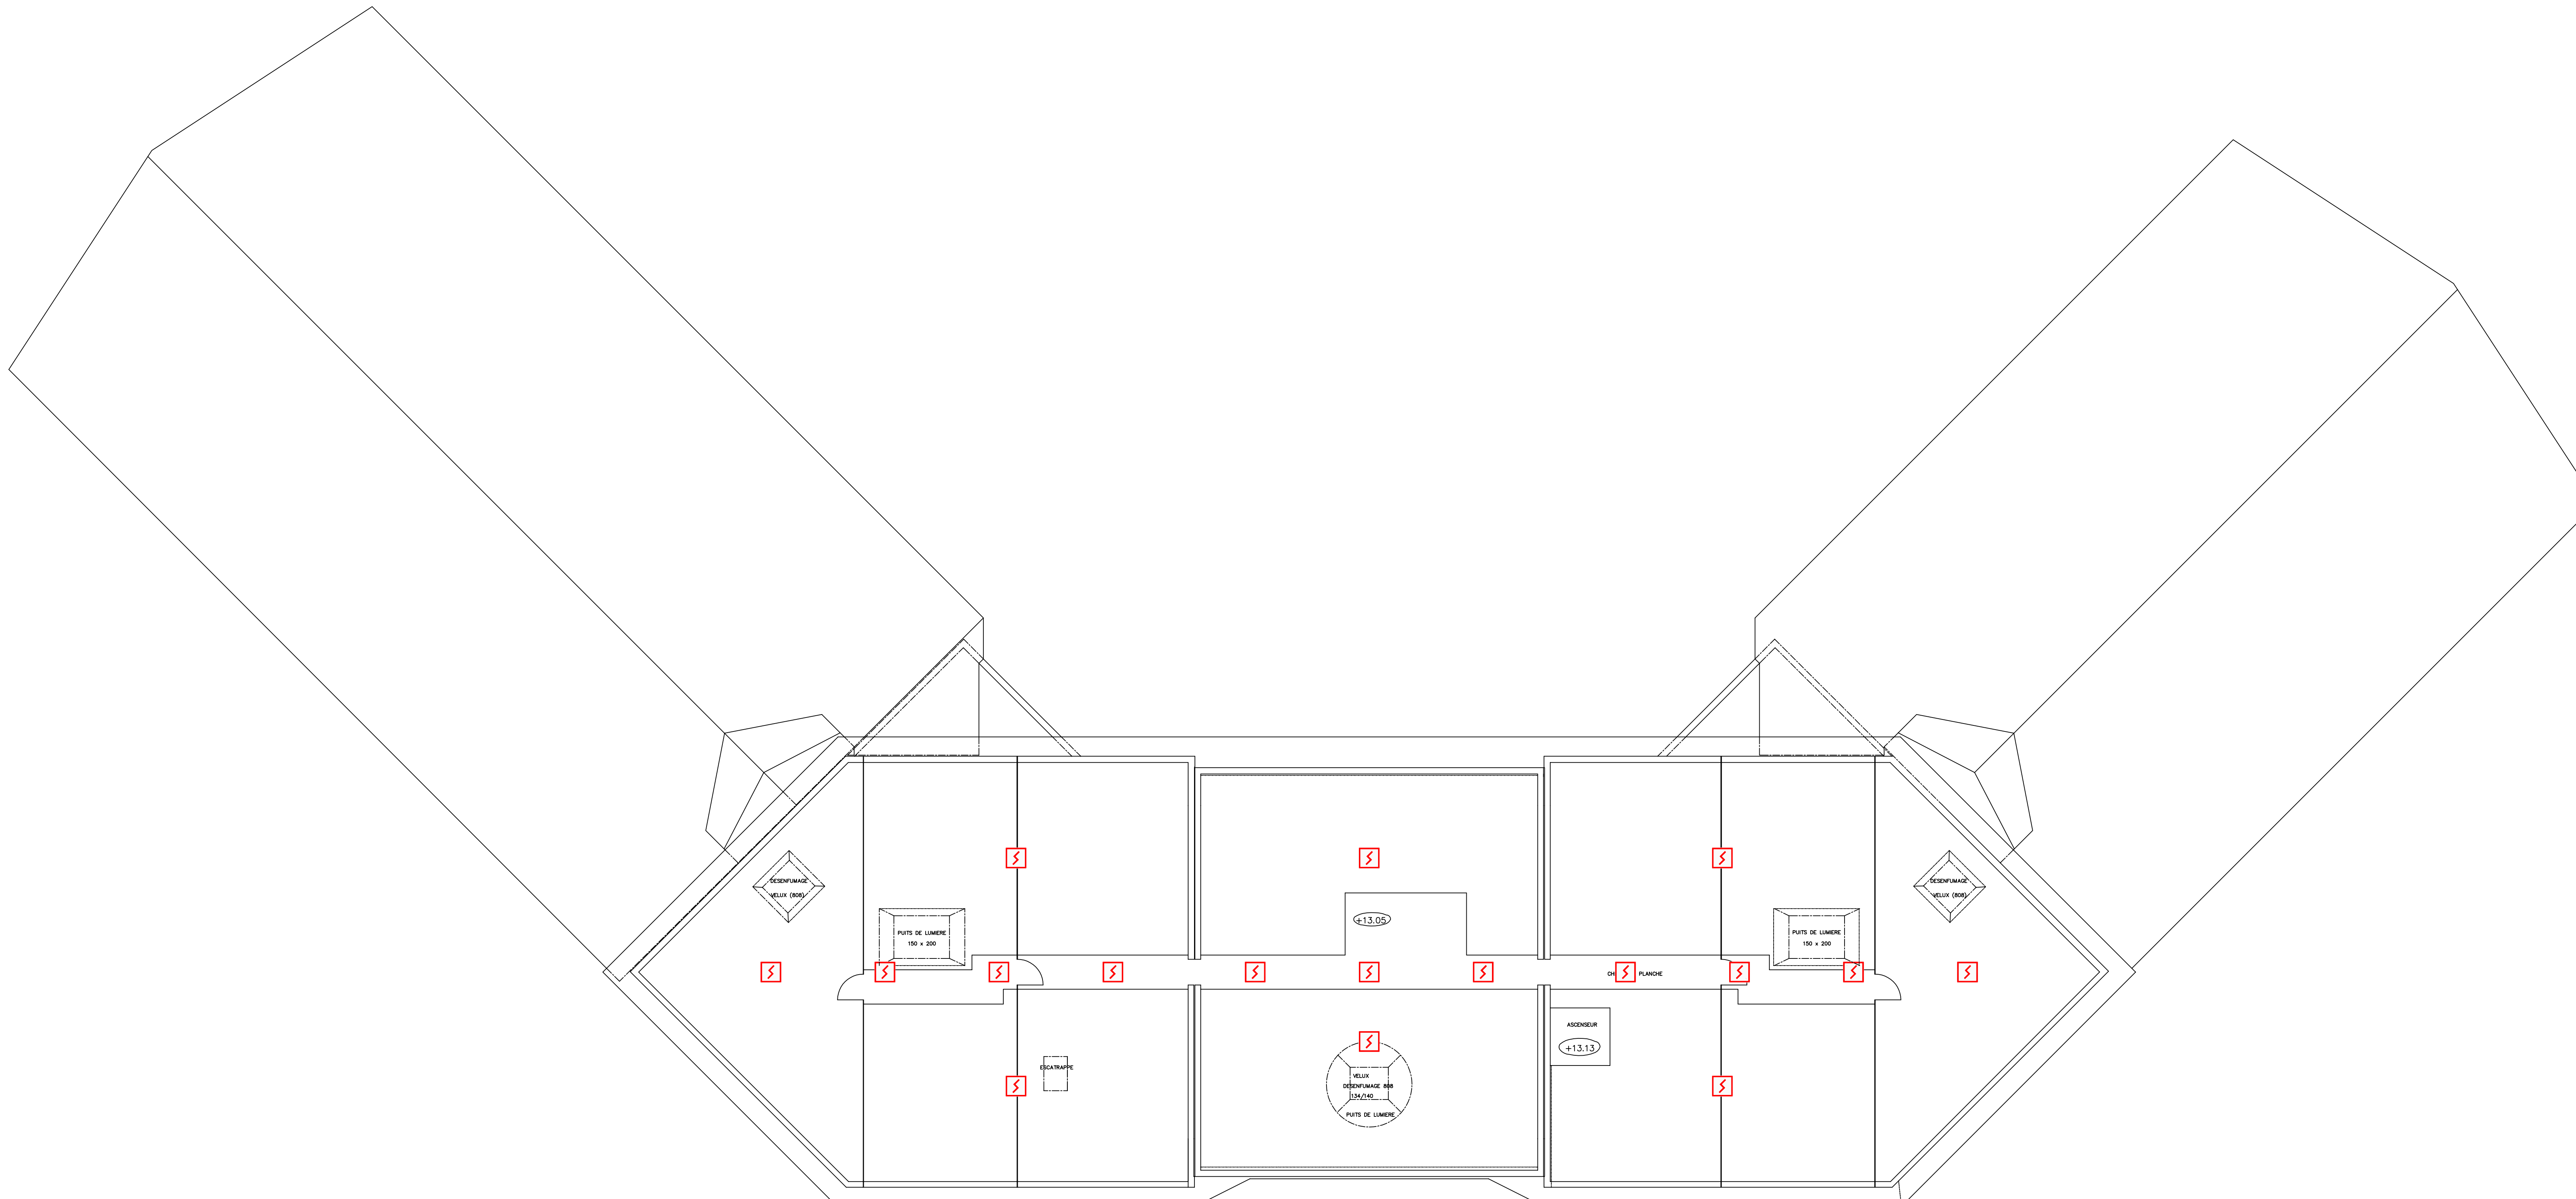 DESENFUMAGE
VELUX (808)
PUITS DE LUMIERE
150 x 200
ESCATRAPPE
+13.05
VELUX
DESENFUMAGE 808
134/140
PUITS DE LUMIERE
PLANCHE
ASCENSEUR
+13.13
PUITS DE LUMIERE
150 x 200
DESENFUMAGE
VELUX (808)